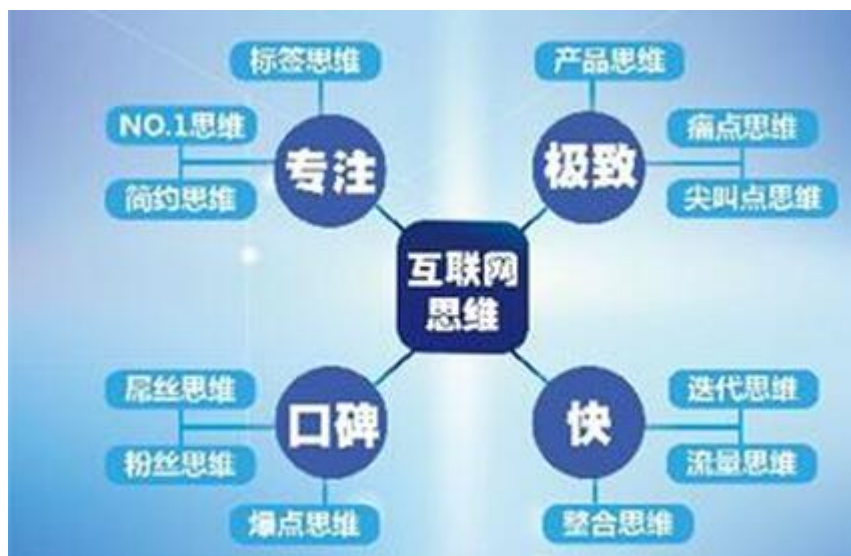 标签思维
产品思维
NO.1思维
痛点思维
专注
极致
简约思维
尖叫点思维
互联网
思维
屌丝思维
迭代思维
口碑
快
粉丝思维
流量思维
爆点思维
整合思维